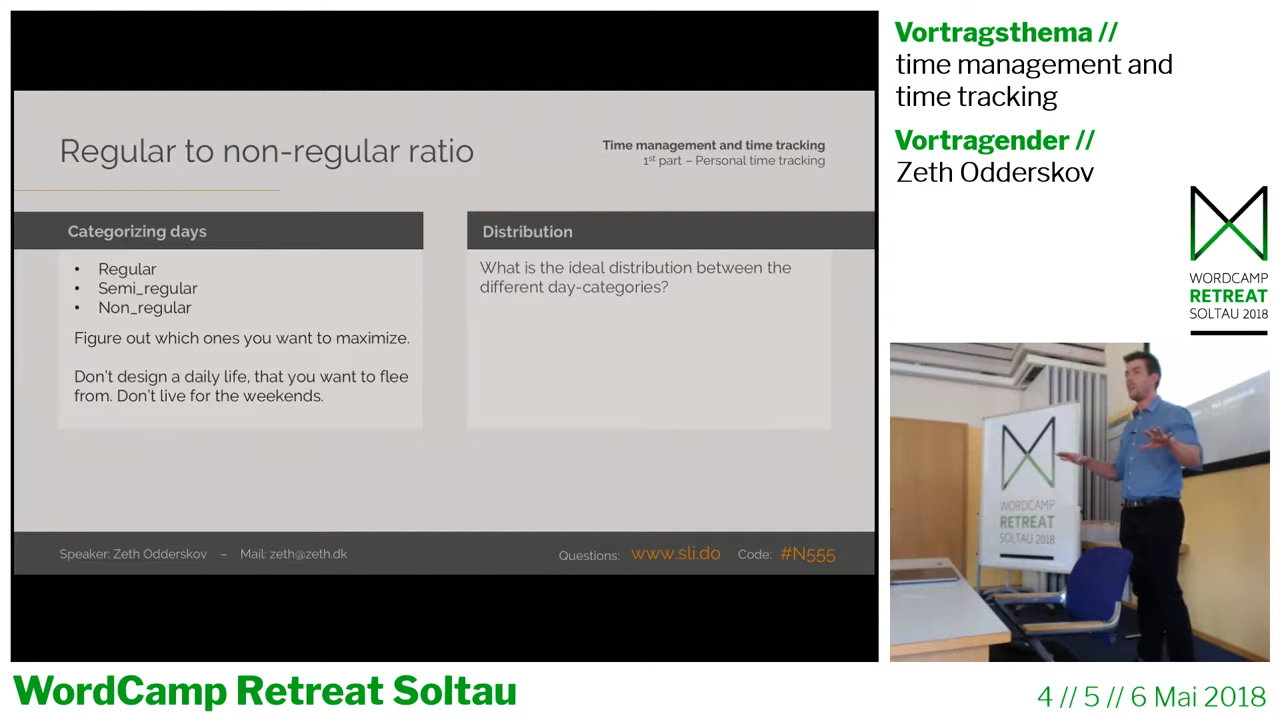 Regular to non-regular ratio
Time management and time tracking
1st part – Personal time tracking
Categorizing days
• Regular
• Semi_regular
• Non_regular
Figure out which ones you want to maximize.
Don't design a daily life, that you want to flee
from. Don't live for the weekends.
Distribution
What is the ideal distribution between the
different day-categories?
Speaker: Zeth Odderskov – Mail: zeth@zeth.dk
Questions: www.sli.do Code: #N555
Vortragsthema //
time management and
time tracking
Vortragender //
Zeth Odderskov
WORDCAMP
RETREAT
SOLTAU 2018
WORDCAMP
RETREAT
SOLTAU 2018
WordCamp Retreat Soltau
4 // 5 // 6 Mai 2018